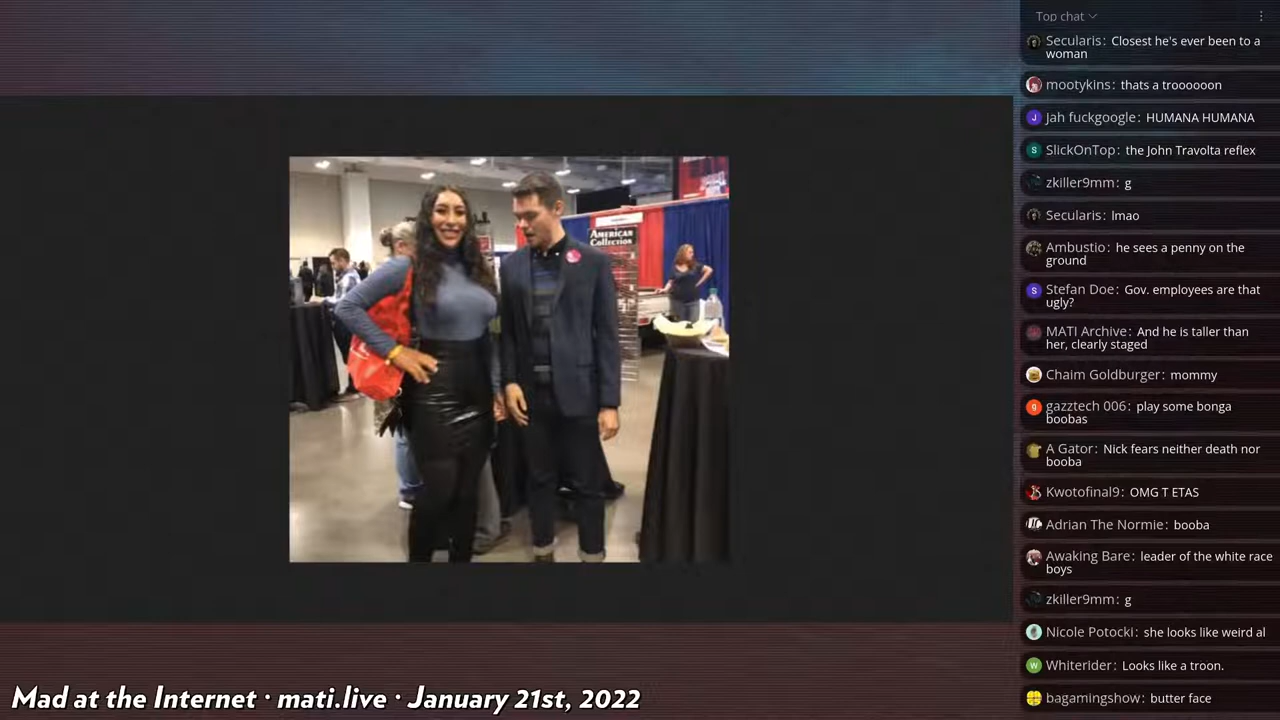 Top chat
Secularis: Closest he's ever been to a
woman
mootykins: thats a troooooon
J
Jah fuckgoogle: HUMANA HUMANA
S
SlickOnTop: the John Travolta reflex
zkiller9mm: g
Secularis: lmao
Ambustio: he sees a penny on the
ground
S
Stefan Doe: Gov. employees are that
ugly?
MATI Archive: And he is taller than
her, clearly staged
Chaim Goldburger: mommy
g
gazztech 006: play some bonga
boobas
A Gator: Nick fears neither death nor
booba
Kwotofinal9: OMG T ETAS
Adrian The Normie: booba
Awaking Bare: leader of the white race
boys
zkiller9mm: g
Nicole Potocki: she looks like weird al
W
Whiterider: Looks like a troon.
bagamingshow: butter face
AMERICAN
COLLECTION
Mad at the Internet · mati.live · January 21st, 2022